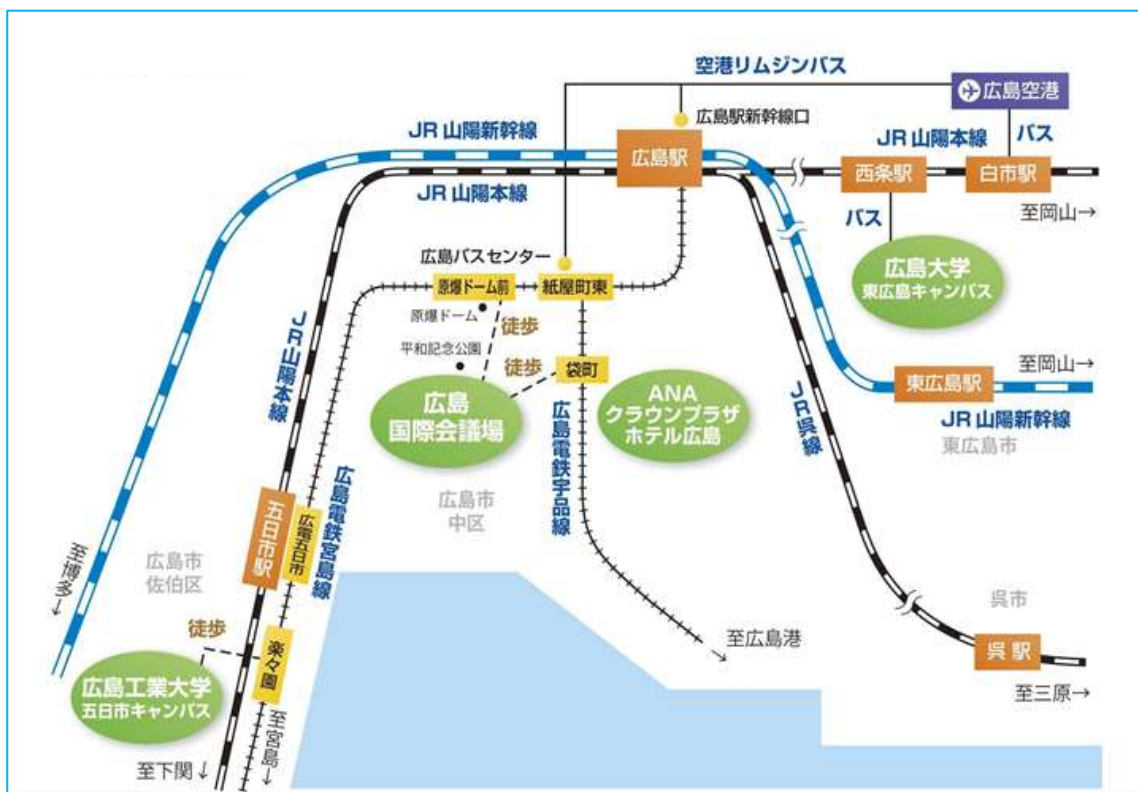 空港リムジンバス
広島空港
広島駅新幹線口
JR山陽新幹線
バス
JR山陽本線
広島駅
西条駅
白市駅
JR山陽本線
バス
至岡山→
広島バスセンター
広島大学
東広島キャンパス
原爆ドーム前
紙屋町東
原爆ドーム
徒歩
平和記念公園
徒歩
袋町
至岡山→
東広島駅
JR山陽本線
広島
国際会議場
ANA
クラウンプラザ
ホテル広島
JR呉線
JR山陽新幹線
東広島市
広島電鉄宇品線
広島電鉄宮島線
広島市
中区
五日市駅
広電五日市
至博多↓
広島市
佐伯区
呉市
徒歩
楽々園
至広島港
→
呉駅
広島工業大学
五日市キャンパス
至三原→
至宮島→
至下関↓